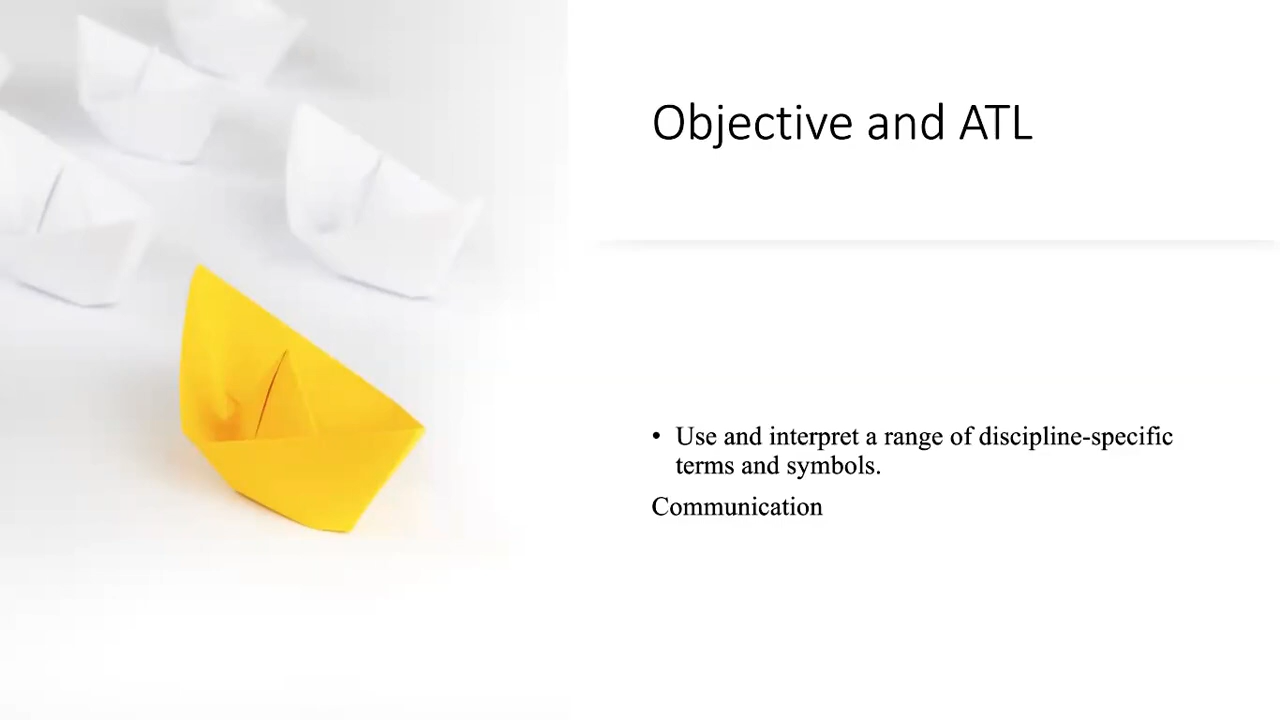 Objective and ATL
• Use and interpret a range of discipline-specific
terms and symbols.
Communication